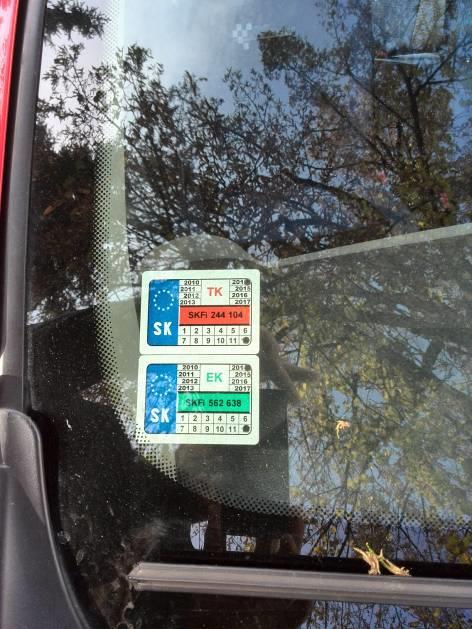 2010 TK 201
2011 2015
2012 2016
2013 2017
SKFi 244 104
SK
1 2 3 4 5 6
7 8 9 10 11
2010 EK 201
2011 2015
2012 2016
2013 2017
SKFi 562 638
SK
1 2 3 4 5 6
7 8 9 10 11